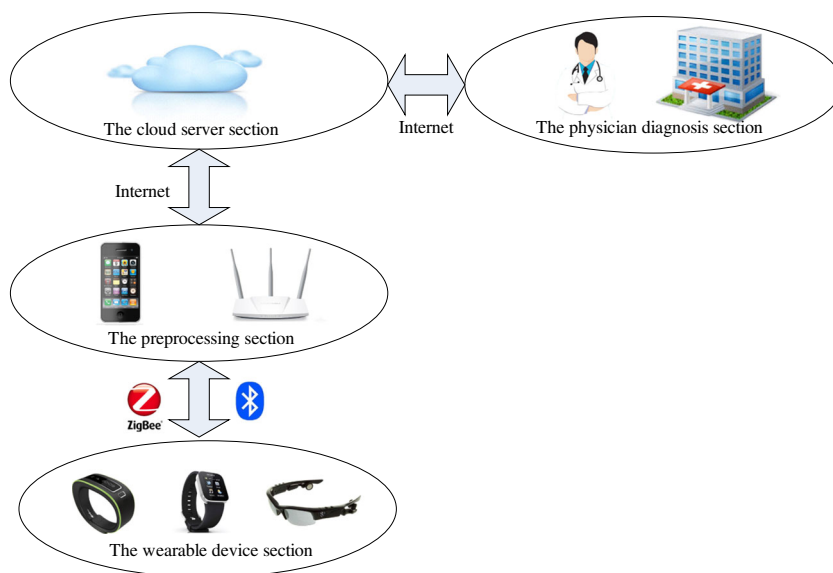 The cloud server section
Internet
The physician diagnosis section
Internet
The preprocessing section
ZigBee
The wearable device section